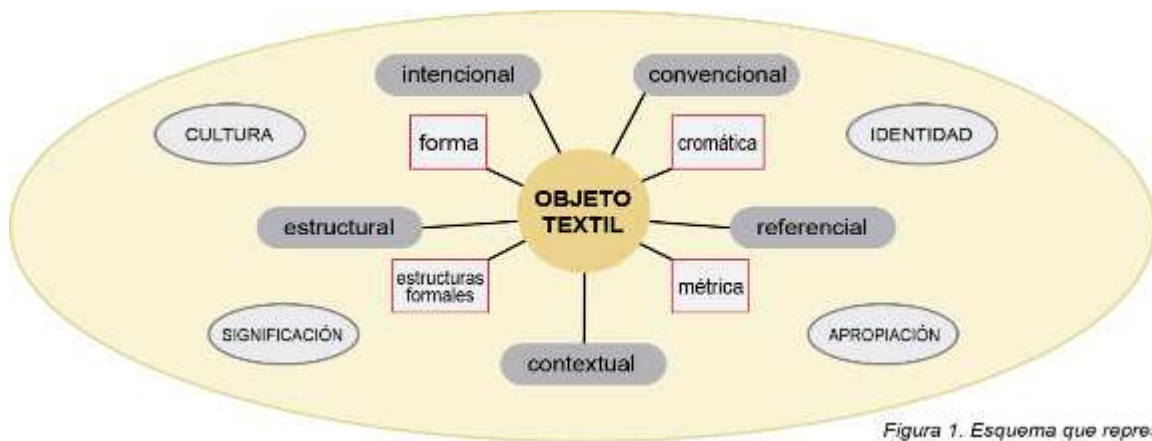 intencional
convencional
CULTURA
forma
cromática
IDENTIDAD
OBJETO
TEXTIL
estructural
referencial
estructuras
formales
métrica
SIGNIFICACIÓN
APROPIACIÓN
contextual
Figura 1. Esquema que repre